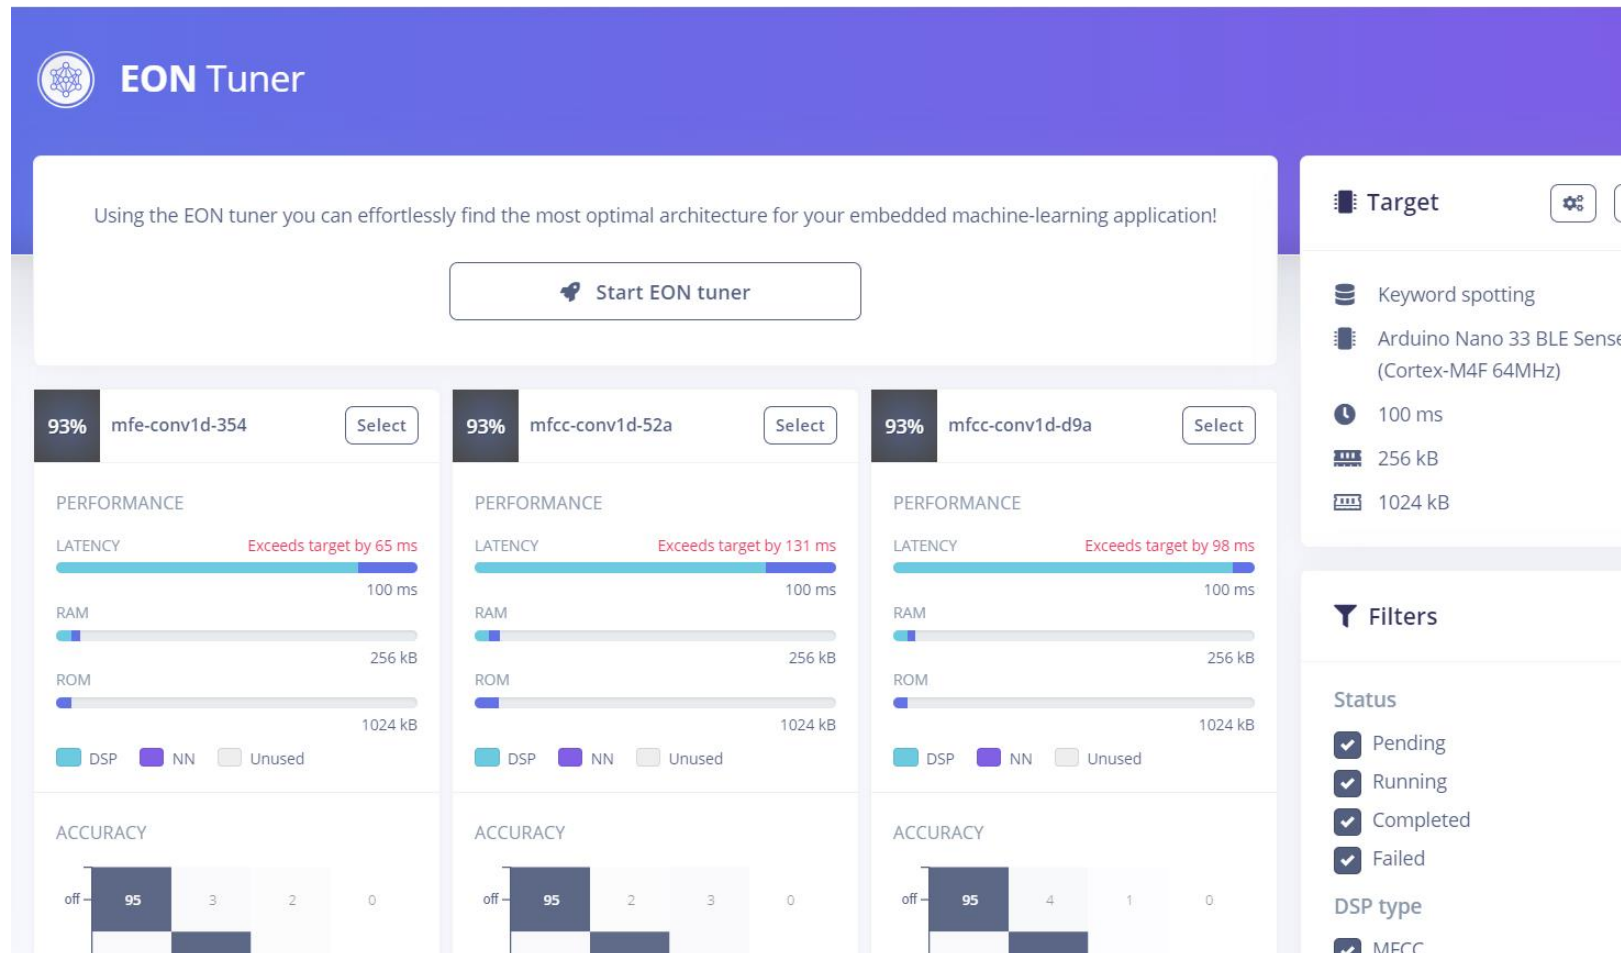 EON Tuner
Using the EON tuner you can effortlessly find the most optimal architecture for your embedded machine-learning application!
Start EON tuner
93% mfe-conv1d-354 Select
PERFORMANCE
LATENCY Exceeds target by 65 ms
100 ms
RAM
256 kB
ROM
1024 kB
DSP NN Unused
ACCURACY
off 95 3 2 0
93% mfcc-conv1d-52a Select
PERFORMANCE
LATENCY Exceeds target by 131 ms
100 ms
RAM
256 kB
ROM
1024 kB
DSP NN Unused
ACCURACY
off 95 2 3 0
93% mfcc-conv1d-d9a Select
PERFORMANCE
LATENCY Exceeds target by 98 ms
100 ms
RAM
256 kB
ROM
1024 kB
DSP NN Unused
ACCURACY
off 95 4 1 0
Target
Keyword spotting
Arduino Nano 33 BLE Sense
(Cortex-M4F 64MHz)
100 ms
256 kB
1024 kB
Filters
Status
Pending
Running
Completed
Failed
DSP type
MFCC